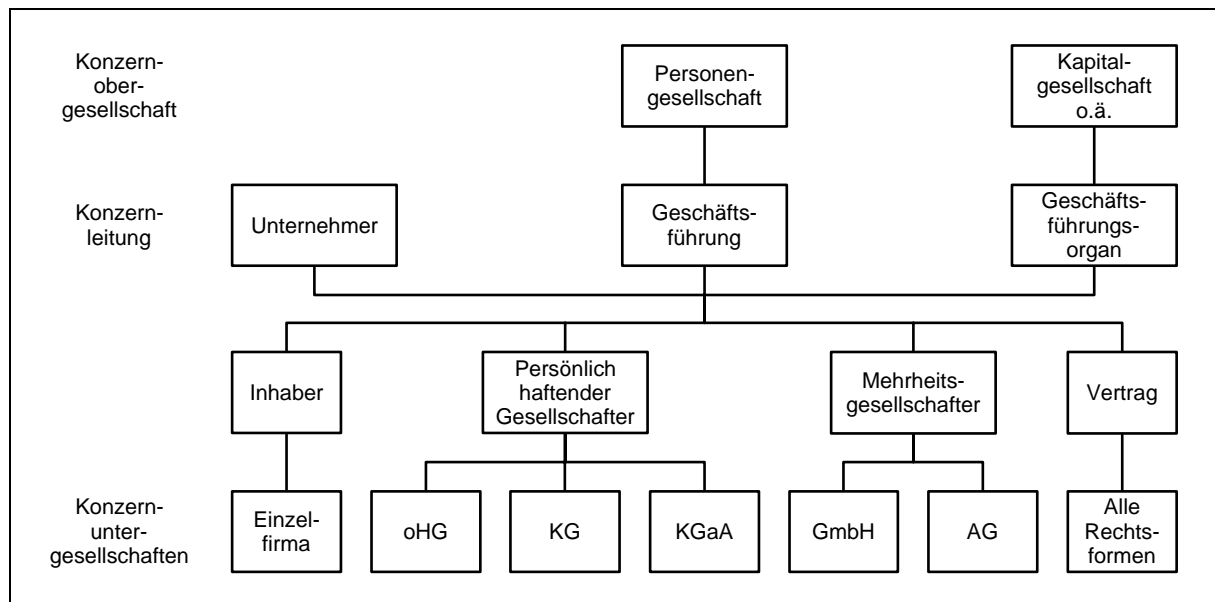 Konzern-
ober-
gesellschaft
Personen-
gesellschaft
Kapital-
gesellschaft
o.ä.
Konzern-
leitung
Unternehmer
Geschäfts-
führung
Geschäfts-
führungs-
organ
Inhaber
Persönlich
haftender
Gesellschafter
Mehrheits-
gesellschafter
Vertrag
Konzern-
unter-
gesellschaften
Einzel-
firma
oHG
KG
KGaA
GmbH
AG
Alle
Rechts-
formen